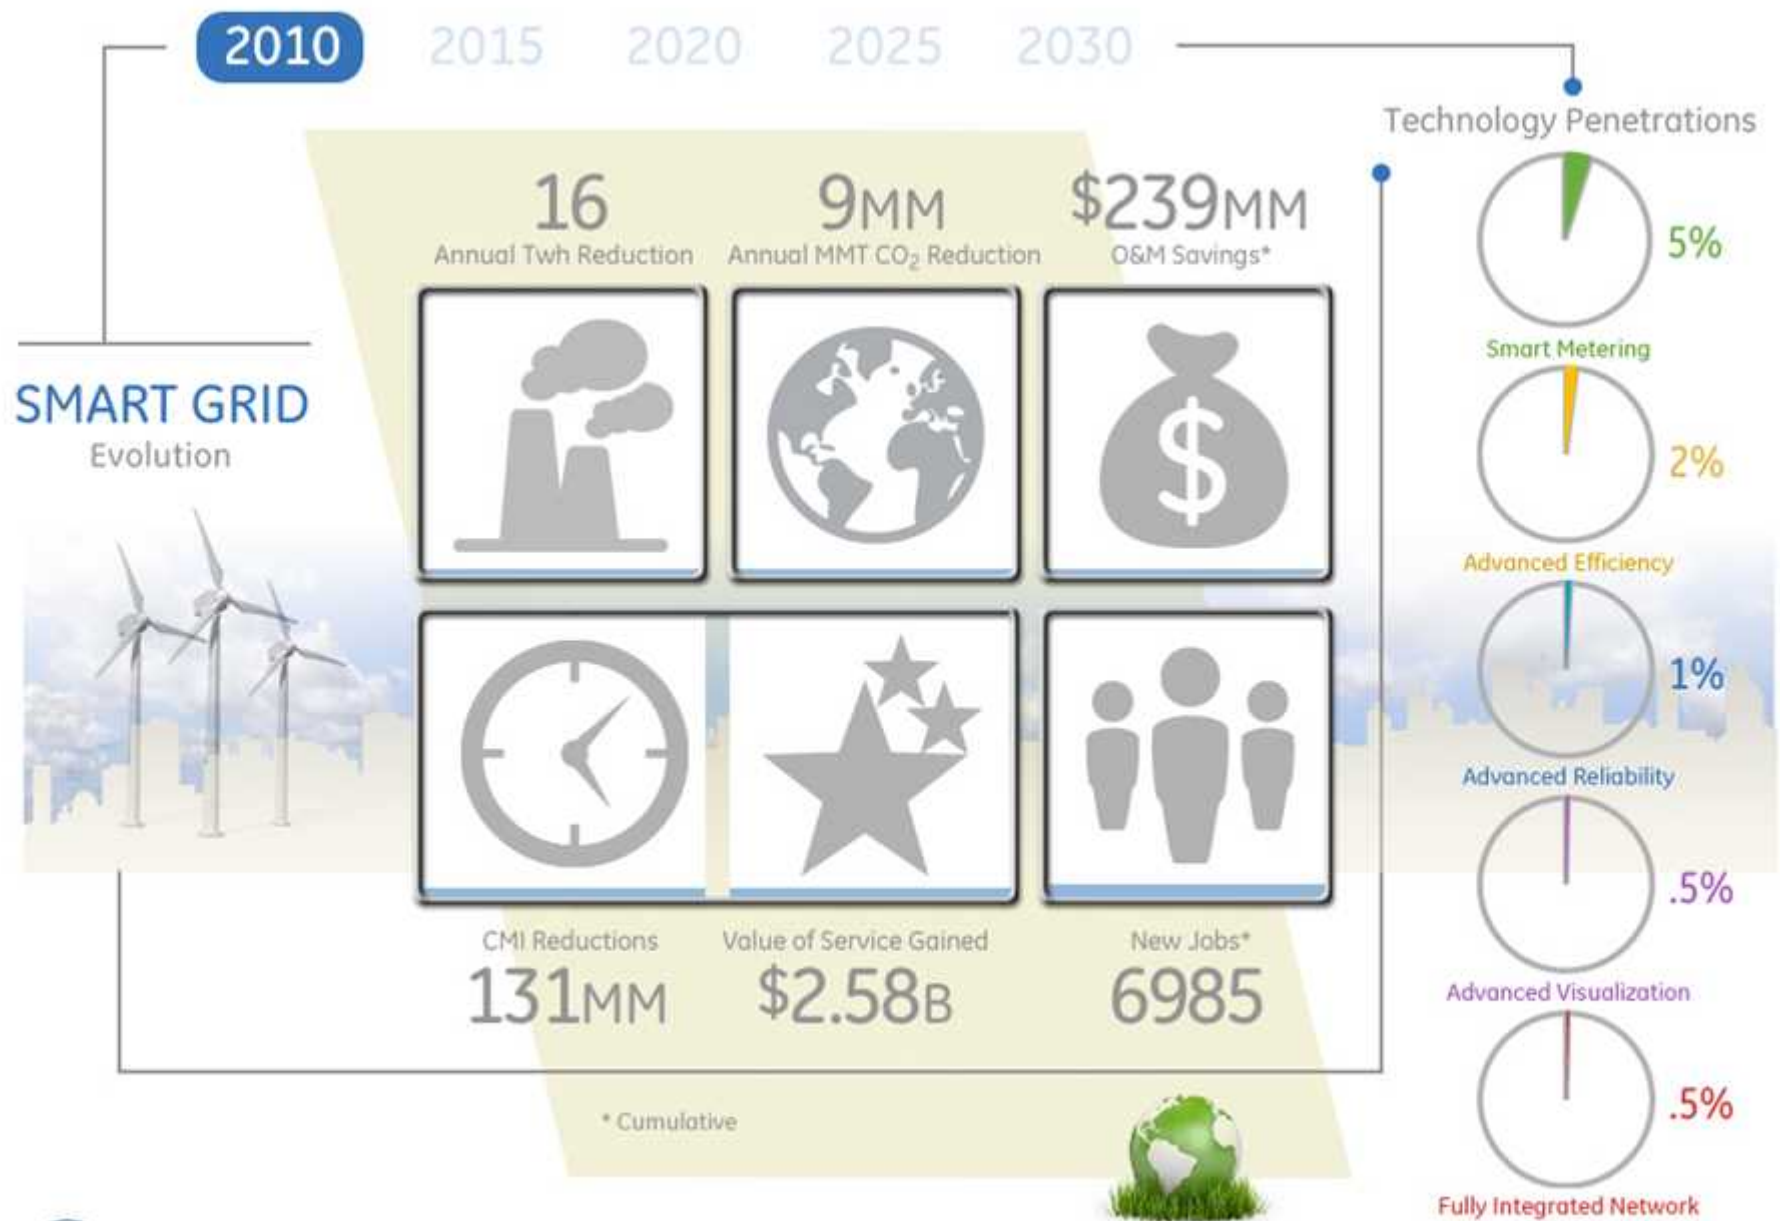 2010 2015 2020 2025 2030
Technology Penetrations
16
Annual Twh Reduction
9MM
Annual MMT CO₂ Reduction
$239MM
O&M Savings*
5%
Smart Metering
SMART GRID
Evolution
$
2%
Advanced Efficiency
1%
Advanced Reliability
.5%
Advanced Visualization
CMI Reductions
131MM
Value of Service Gained
$2.58B
New Jobs*
6985
* Cumulative
.5%
Fully Integrated Network